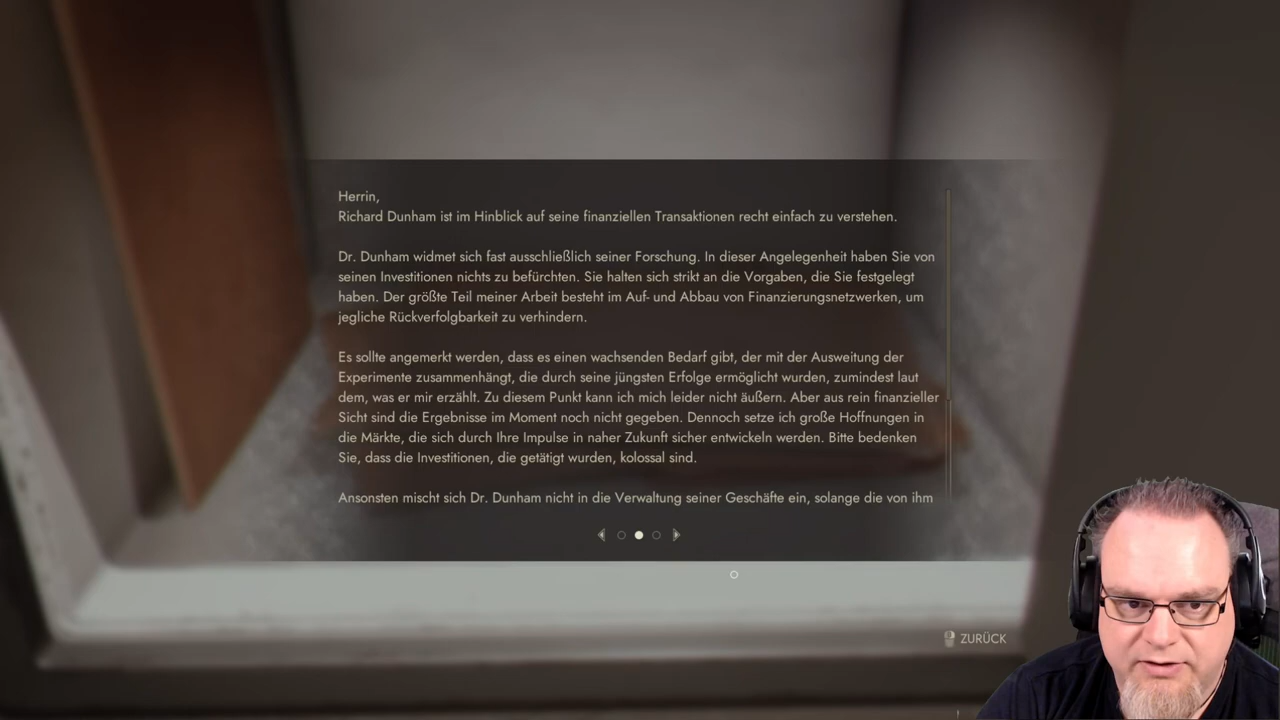 Herrin,
Richard Dunham ist im Hinblick auf seine finanziellen Transaktionen recht einfach zu verstehen.
Dr. Dunham widmet sich fast ausschließlich seiner Forschung. In dieser Angelegenheit haben Sie von
seinen Investitionen nichts zu befürchten. Sie halten sich strikt an die Vorgaben, die Sie festgelegt
haben. Der größte Teil meiner Arbeit besteht im Auf- und Abbau von Finanzierungsnetzwerken, um
jegliche Rückverfolgbarkeit zu verhindern.
Es sollte angemerkt werden, dass es einen wachsenden Bedarf gibt, der mit der Ausweitung der
Experimente zusammenhängt, die durch seine jüngsten Erfolge ermöglicht wurden, zumindest laut
dem, was er mir erzählt. Zu diesem Punkt kann ich mich leider nicht äußern. Aber aus rein finanzieller
Sicht sind die Ergebnisse im Moment noch nicht gegeben. Dennoch setze ich große Hoffnungen in
die Märkte, die sich durch Ihre Impulse in naher Zukunft sicher entwickeln werden. Bitte bedenken
Sie, dass die Investitionen, die getätigt wurden, kolossal sind.
Ansonsten mischt sich Dr. Dunham nicht in die Verwaltung seiner Geschäfte ein, solange die von ihm
ZURÜCK